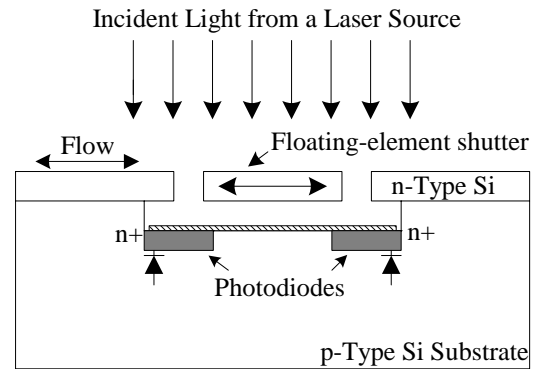 Incident Light from a Laser Source
Floating-element shutter
Flow
n-Type Si
n+
n+
Photodiodes
p-Type Si Substrate